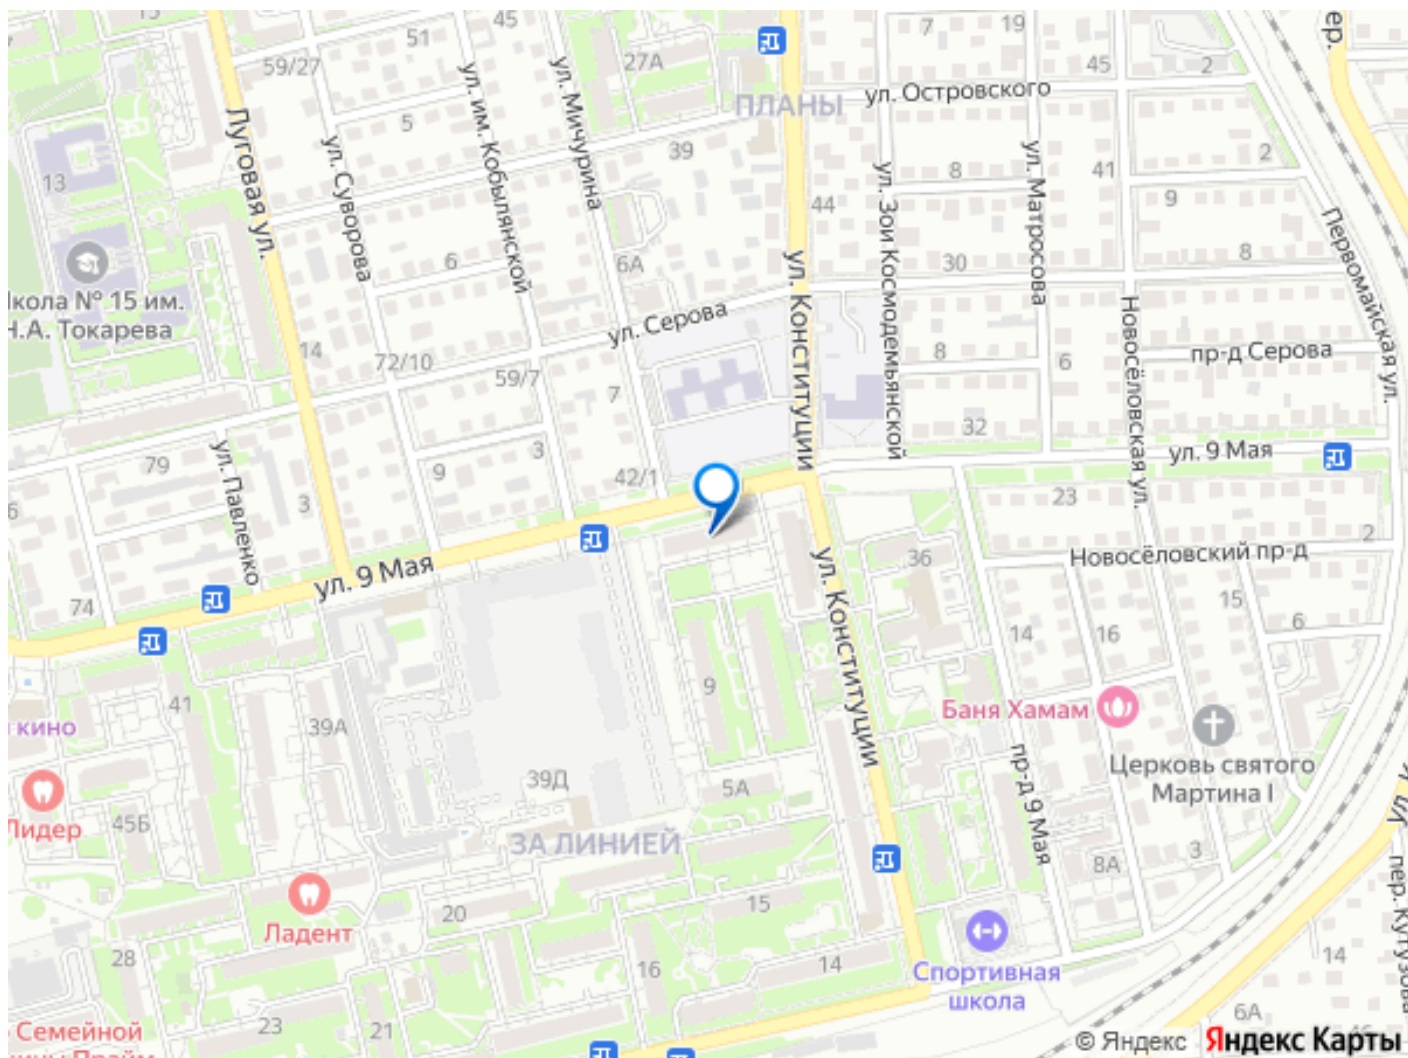 45
51
59/27
27А
7
19
45
2
ул. Островского
ПЛАНЫ
5
39
13
Луговая ул.
ул. Суворова
ул. им. Кобылянской
ул. Мичурина
44
8
41
2
9
ул. Зои Космодемьянской
ул. Матросова
Первомайская ул.
6
6А
30
8
ул. Конституции
Новосёловская ул.
№ 15 им.
Токарева
14
72/10
59/7
ул. Серова
7
8
6
пр-д Серова
32
ул. 9 Мая
79
9
3
42/1
ул. Павленко
3
23
74
ул. 9 Мая
36
Новосёловский пр-д
2
ул. Конституции
14
16
15
6
41
39А
9
кино
Баня Хамам
Церковь святого
Мартина I
39Д
5А
пр-д 9 Мая
Лидер
45Б
ЗА ЛИНИЕЙ
8А
3
пер. Кутузова
20
15
Ладент
28
16
14
Спортивная
школа
14
Семейной
23
21
6А
© Яндекс Яндекс Карты